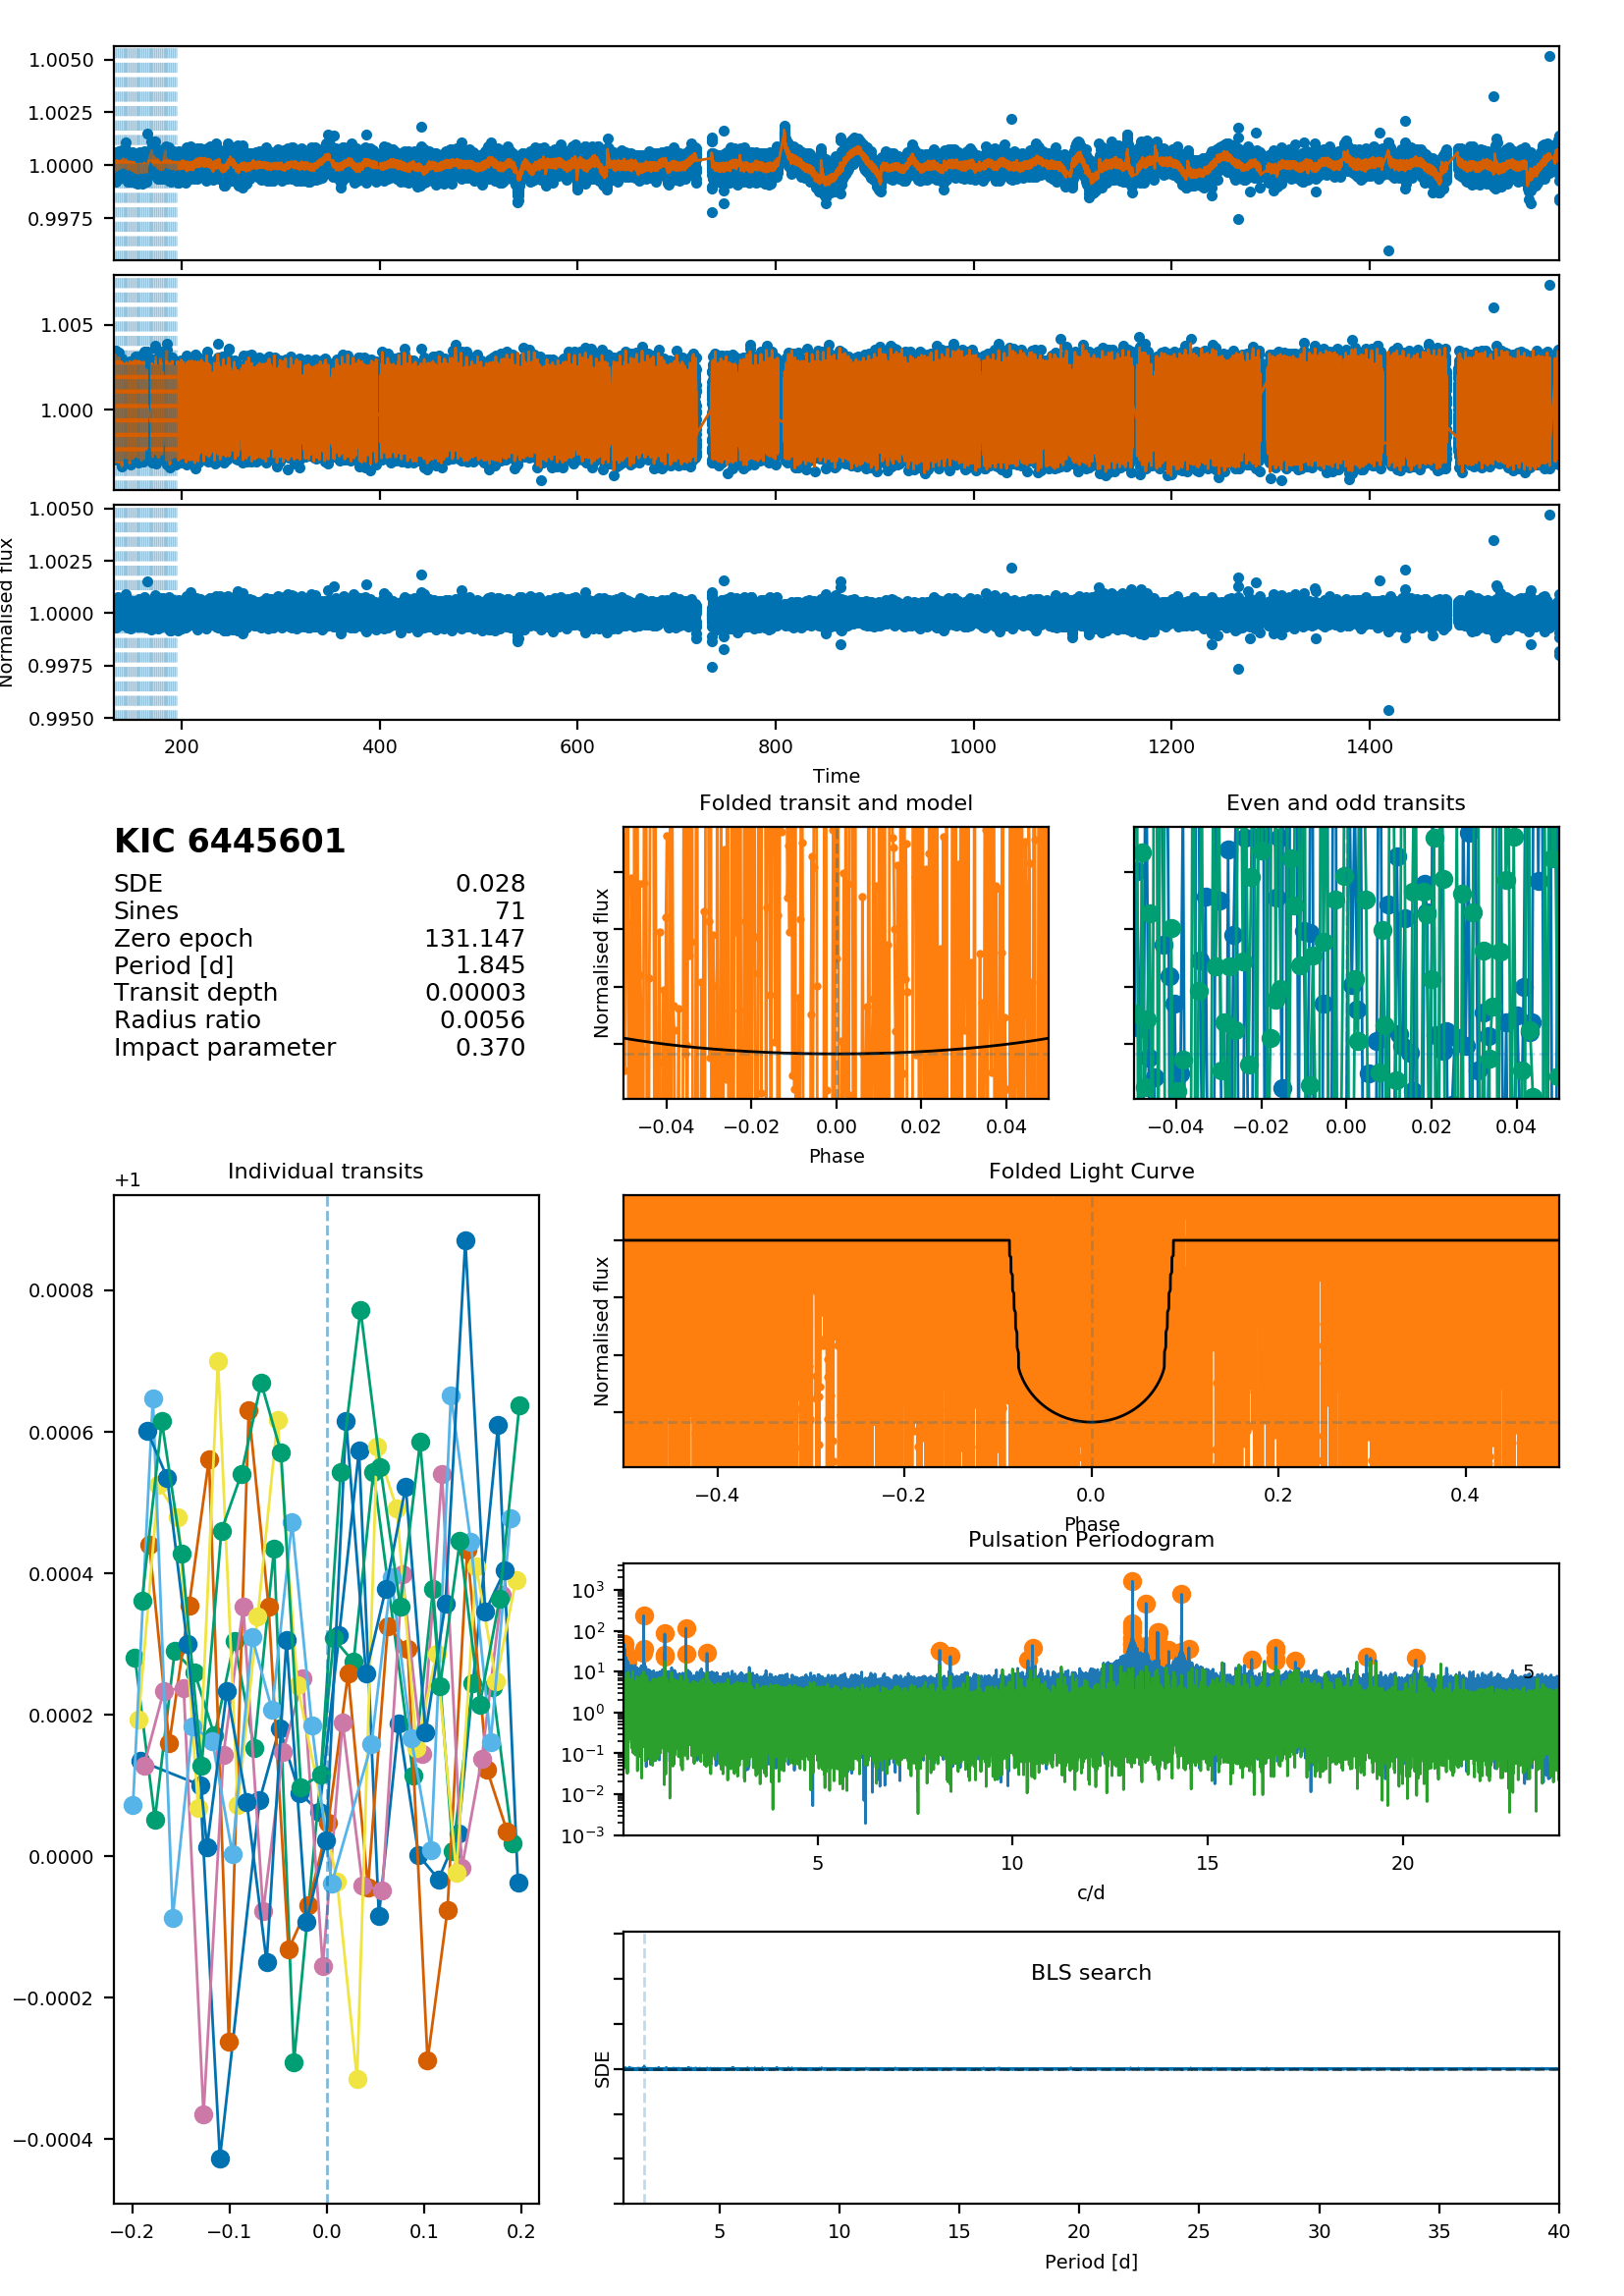 1.0050
1.0025
1.0000
0.9975
1.005
1.000
Normalised flux
1.0050
1.0025
1.0000
0.9975
0.9950
200 400 600 800 1000 1200 1400
Time
KIC 6445601
SDE 0.028
Sines 71
Zero epoch 131.147
Period [d] 1.845
Transit depth 0.00003
Radius ratio 0.0056
Impact parameter 0.370
Folded transit and model
Normalised flux
−0.04 −0.02 0.00 0.02 0.04
Phase
Even and odd transits
−0.04 −0.02 0.00 0.02 0.04
Individual transits
+1
0.0008
0.0006
0.0004
0.0002
0.0000
−0.0002
−0.0004
−0.2 −0.1 0.0 0.1 0.2
Folded Light Curve
Normalised flux
−0.4 −0.2 0.0 0.2 0.4
Phase
Pulsation Periodogram
10³
10²
10¹
10⁰
10⁻¹
10⁻²
10⁻³
5
5 10 15 20
c/d
BLS search
SDE
5 10 15 20 25 30 35 40
Period [d]